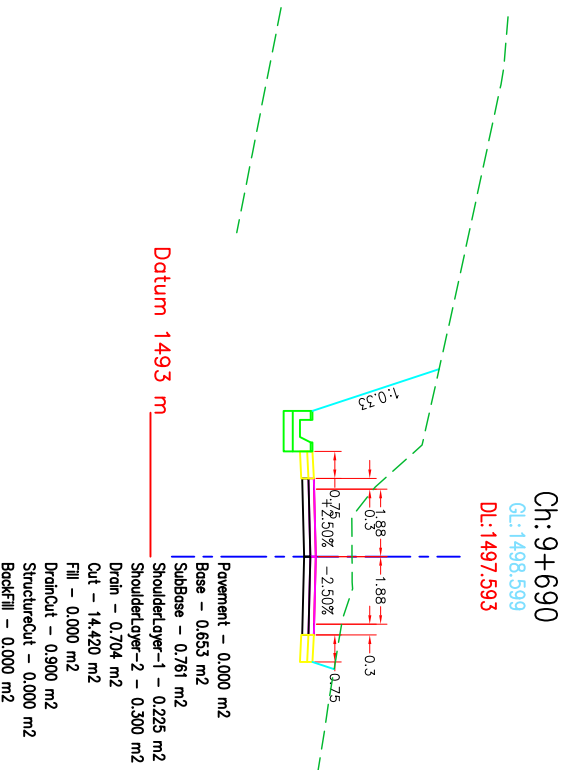 Ch: 9+690
GL:1498.599
DL:1497.593
1:0.33
0.75
0.3
1.88
1.88
0.3
0.75
+2.50%
-2.50%
Datum 1493 m
Pavement - 0.000 m2
Base - 0.653 m2
SubBase - 0.761 m2
ShoulderLayer-1 - 0.225 m2
ShoulderLayer-2 - 0.300 m2
Drain - 0.704 m2
Cut - 14.420 m2
Fill - 0.000 m2
DrainCut - 0.900 m2
StructureCut - 0.000 m2
BackFill - 0.000 m2